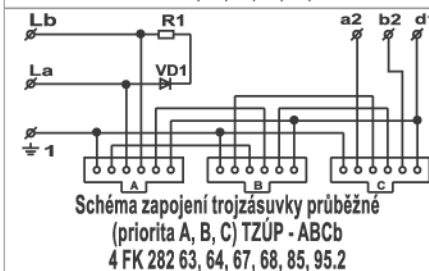 Lb
R1
a2 b2 d1
La
VD1
1
A
B
C
Schéma zapojení trojzásuvky průběžné
(priorita A, B, C) TZÚP - ABCb
4 FK 282 63, 64, 67, 68, 85, 95.2